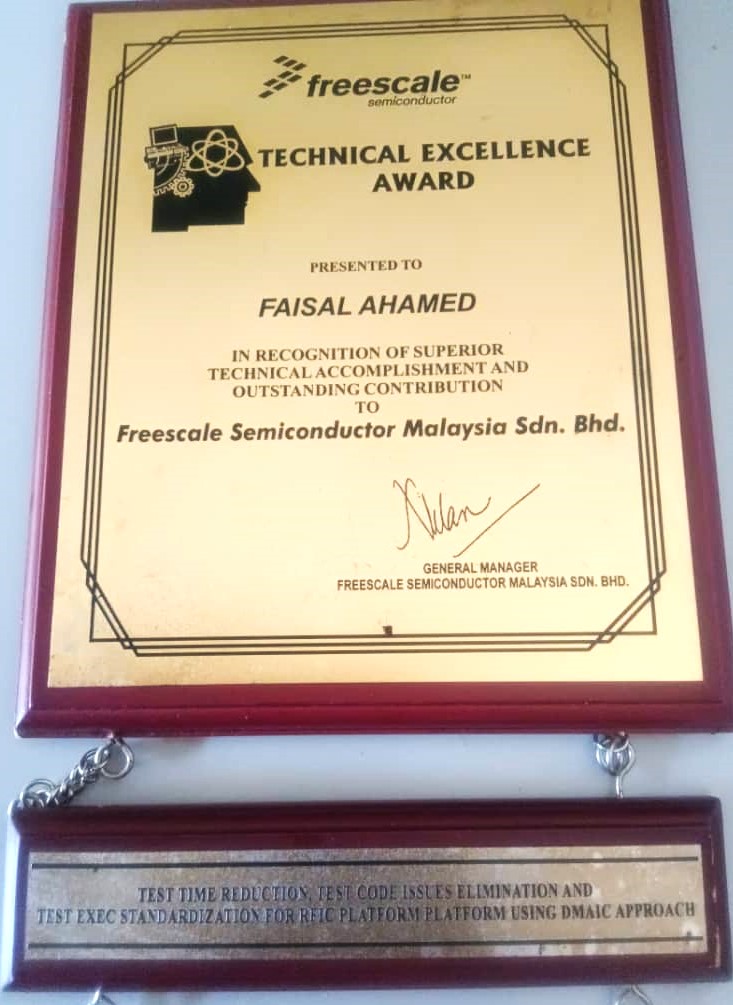 freescale™
semiconductor
TECHNICAL EXCELLENCE
AWARD
PRESENTED TO
FAISAL AHAMED
IN RECOGNITION OF SUPERIOR
TECHNICAL ACCOMPLISHMENT AND
OUTSTANDING CONTRIBUTION
TO
Freescale Semiconductor Malaysia Sdn. Bhd.
GENERAL MANAGER
FREESCALE SEMICONDUCTOR MALAYSIA SDN. BHD.
TEST TIME REDUCTION, TEST CODE ISSUES ELIMINATION AND
TEST EXEC STANDARDIZATION FOR RFIC PLATFORM PLATFORM USING DMAIC APPROACH